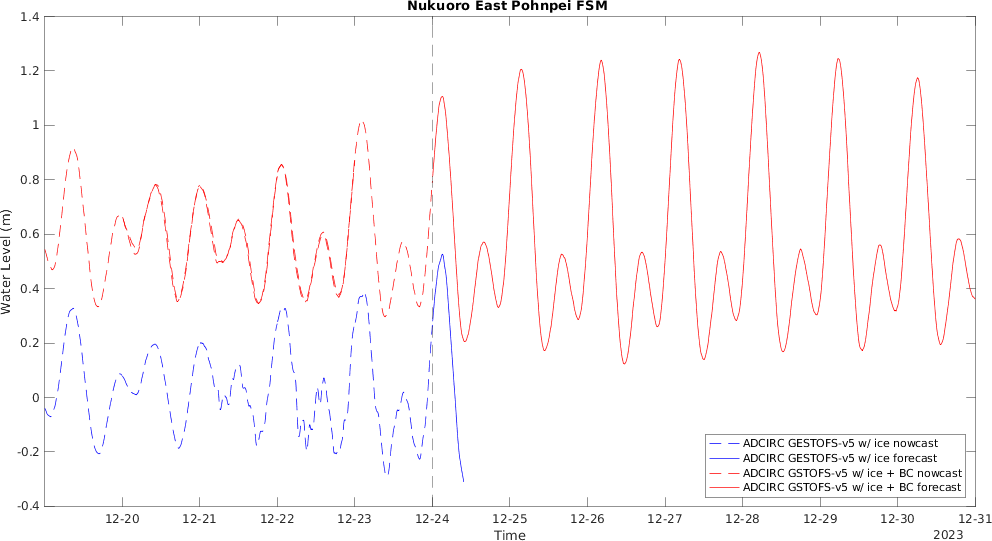 Nukuoro East Pohnpei FSM
1.4
1.2
1
0.8
0.6
0.4
0.2
0
-0.2
-0.4
Water Level (m)
12-20 12-21 12-22 12-23 12-24 12-25 12-26 12-27 12-28 12-29 12-30 12-31
Time
2023
ADCIRC GESTOFS-v5 w/ ice nowcast
ADCIRC GESTOFS-v5 w/ ice forecast
ADCIRC GSTOFS-v5 w/ ice + BC nowcast
ADCIRC GSTOFS-v5 w/ ice + BC forecast